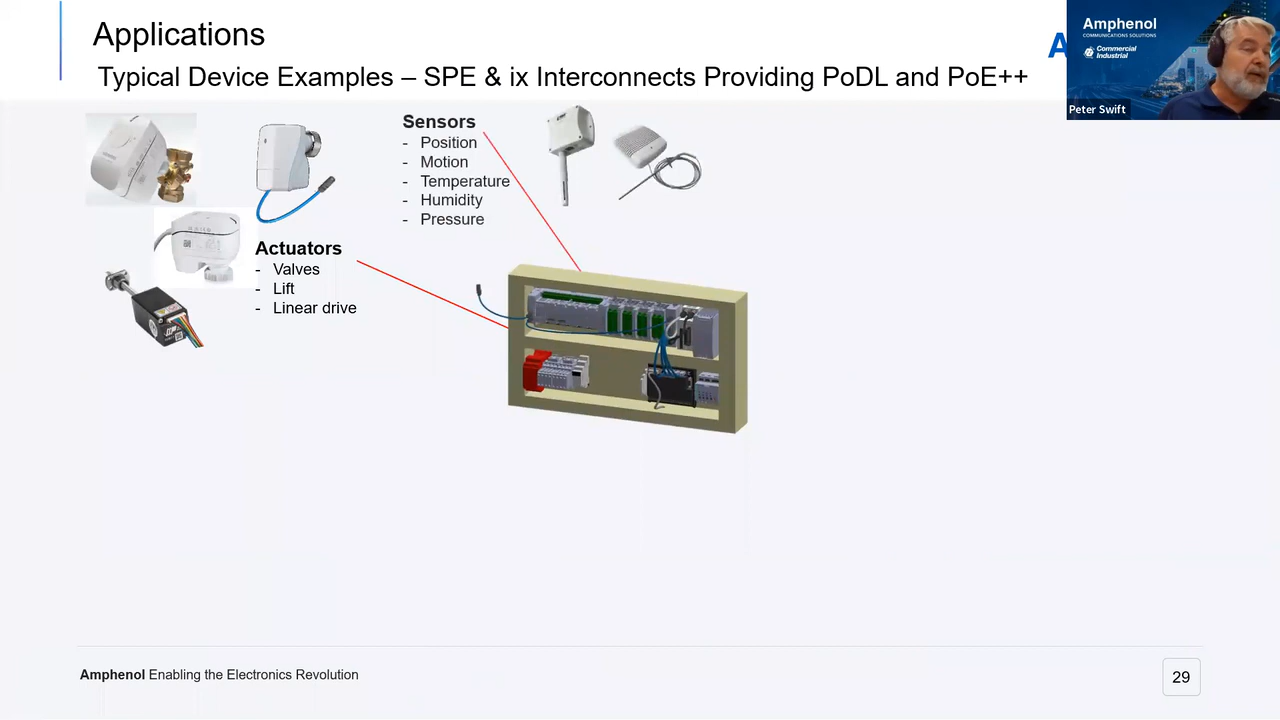 Applications
Typical Device Examples – SPE & ix Interconnects Providing PoDL and PoE++
A
Amphenol
COMMUNICATIONS SOLUTIONS
Commercial
Industrial
Peter Swift
Sensors
- Position
- Motion
- Temperature
- Humidity
- Pressure
Actuators
- Valves
- Lift
- Linear drive
Amphenol Enabling the Electronics Revolution
29